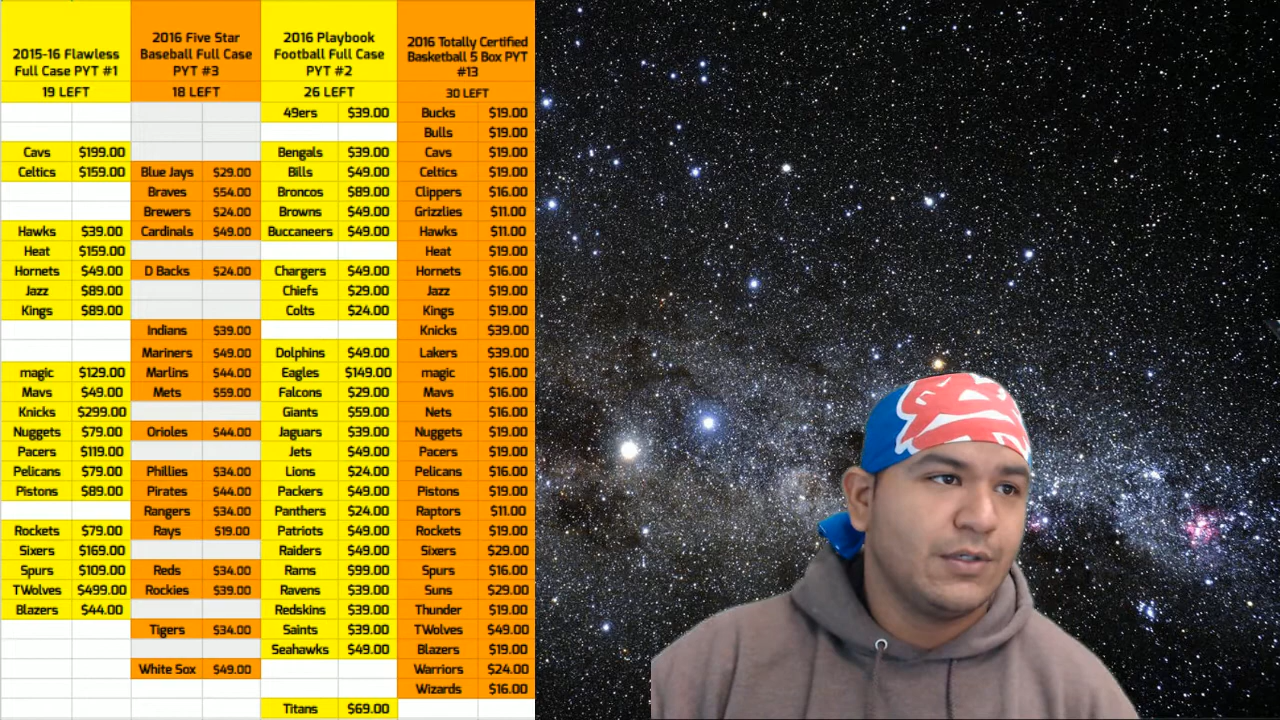 2015-16 Flawless
Full Case PYT #1
19 LEFT
Cavs $199.00
Celtics $159.00
Hawks $39.00
Heat $159.00
Hornets $49.00
Jazz $89.00
Kings $89.00
magic $129.00
Mavs $49.00
Knicks $299.00
Nuggets $79.00
Pacers $119.00
Pelicans $79.00
Pistons $89.00
Rockets $79.00
Sixers $169.00
Spurs $109.00
TWolves $499.00
Blazers $44.00
2016 Five Star
Baseball Full Case
PYT #3
18 LEFT
Blue Jays $29.00
Braves $54.00
Brewers $24.00
Cardinals $49.00
D Backs $24.00
Indians $39.00
Mariners $49.00
Marlins $44.00
Mets $59.00
Orioles $44.00
Phillies $34.00
Pirates $44.00
Rangers $34.00
Rays $19.00
Reds $34.00
Rockies $39.00
Tigers $34.00
White Sox $49.00
2016 Playbook
Football Full Case
PYT #2
26 LEFT
49ers $39.00
Bengals $39.00
Bills $49.00
Broncos $89.00
Browns $49.00
Buccaneers $49.00
Chargers $49.00
Chiefs $29.00
Colts $24.00
Dolphins $49.00
Eagles $149.00
Falcons $29.00
Giants $59.00
Jaguars $39.00
Jets $49.00
Lions $24.00
Packers $49.00
Panthers $24.00
Patriots $49.00
Raiders $49.00
Rams $99.00
Ravens $39.00
Redskins $39.00
Saints $39.00
Seahawks $49.00
Titans $69.00
2016 Totally Certified
Basketball 5 Box PYT
#13
30 LEFT
Bucks $19.00
Bulls $19.00
Cavs $19.00
Celtics $19.00
Clippers $16.00
Grizzlies $11.00
Hawks $11.00
Heat $19.00
Hornets $16.00
Jazz $19.00
Kings $19.00
Knicks $39.00
Lakers $39.00
magic $16.00
Mavs $16.00
Nets $16.00
Nuggets $19.00
Pacers $19.00
Pelicans $16.00
Pistons $19.00
Raptors $11.00
Rockets $19.00
Sixers $29.00
Spurs $16.00
Suns $29.00
Thunder $19.00
TWolves $49.00
Blazers $19.00
Warriors $24.00
Wizards $16.00